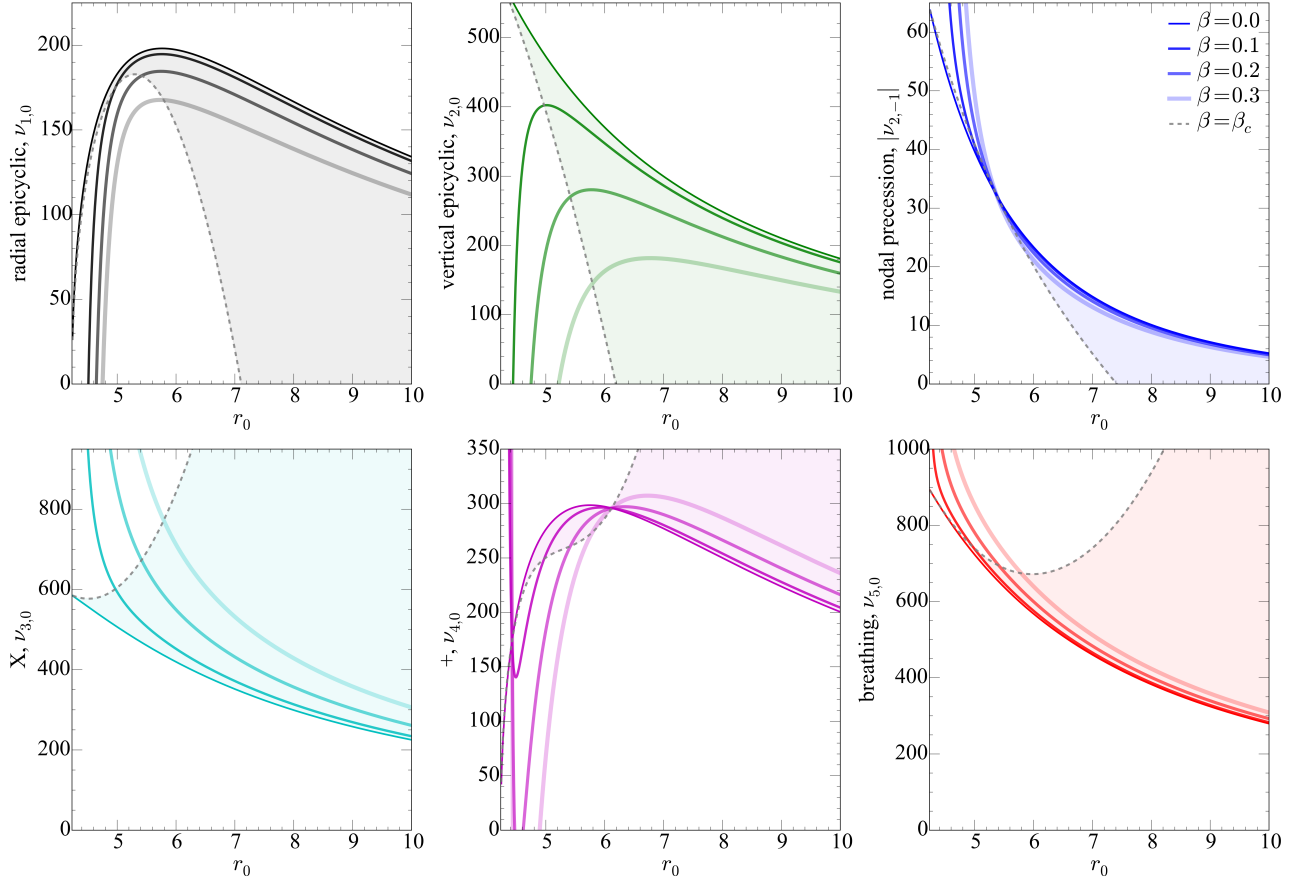 radial epicyclic, ν1,0
200
150
100
50
0
5 6 7 8 9 10
r0
vertical epicyclic, ν2,0
500
400
300
200
100
0
5 6 7 8 9 10
r0
nodal precession, |ν2,−1|
60
50
40
30
20
10
0
5 6 7 8 9 10
r0
β=0.0
β=0.1
β=0.2
β=0.3
β=βc
X, ν3,0
800
600
400
200
0
5 6 7 8 9 10
r0
+, ν4,0
350
300
250
200
150
100
50
0
5 6 7 8 9 10
r0
breathing, ν5,0
1000
800
600
400
200
0
5 6 7 8 9 10
r0